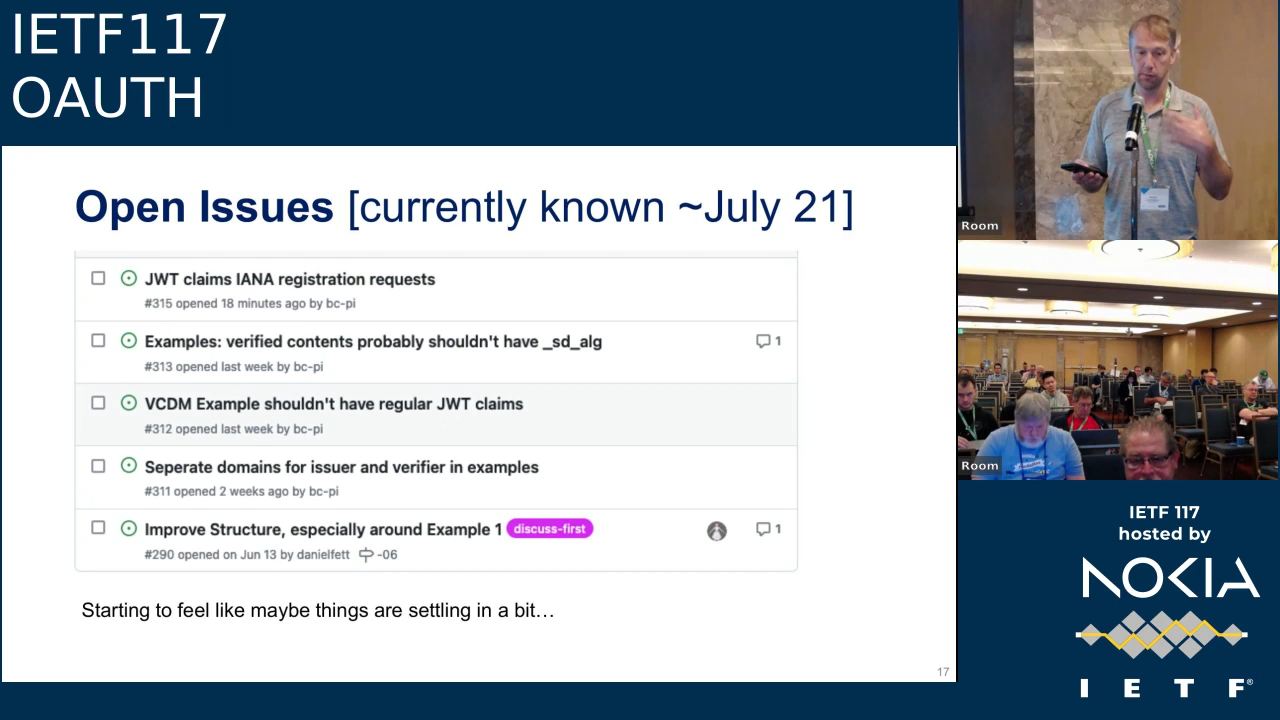 IETF117
OAUTH
Open Issues [currently known ~July 21]
JWT claims IANA registration requests
#315 opened 18 minutes ago by bc-pi
Examples: verified contents probably shouldn't have _sd_alg
1
#313 opened last week by bc-pi
VCDM Example shouldn't have regular JWT claims
#312 opened last week by bc-pi
Seperate domains for issuer and verifier in examples
#311 opened 2 weeks ago by bc-pi
Improve Structure, especially around Example 1 discuss-first
1
#290 opened on Jun 13 by danielfett -06
Starting to feel like maybe things are settling in a bit…
17
Room
Room
IETF 117
hosted by
NOKIA
I E T F®